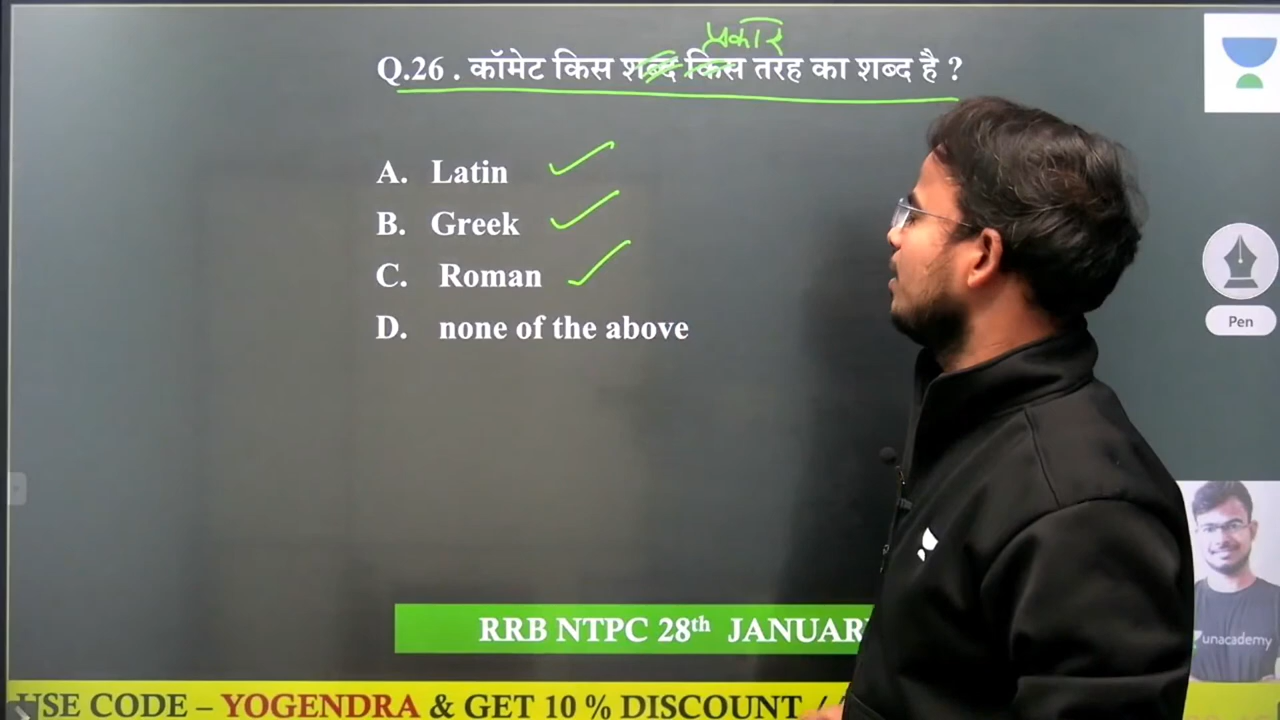 प्रकार
Q.26 . कॉमेट किस शब्द किस तरह का शब्द है ?
A. Latin
B. Greek
C. Roman
D. none of the above
Pen
unacademy
RRB NTPC 28th JANUAR
USE CODE – YOGENDRA & GET 10 % DISCOUNT /